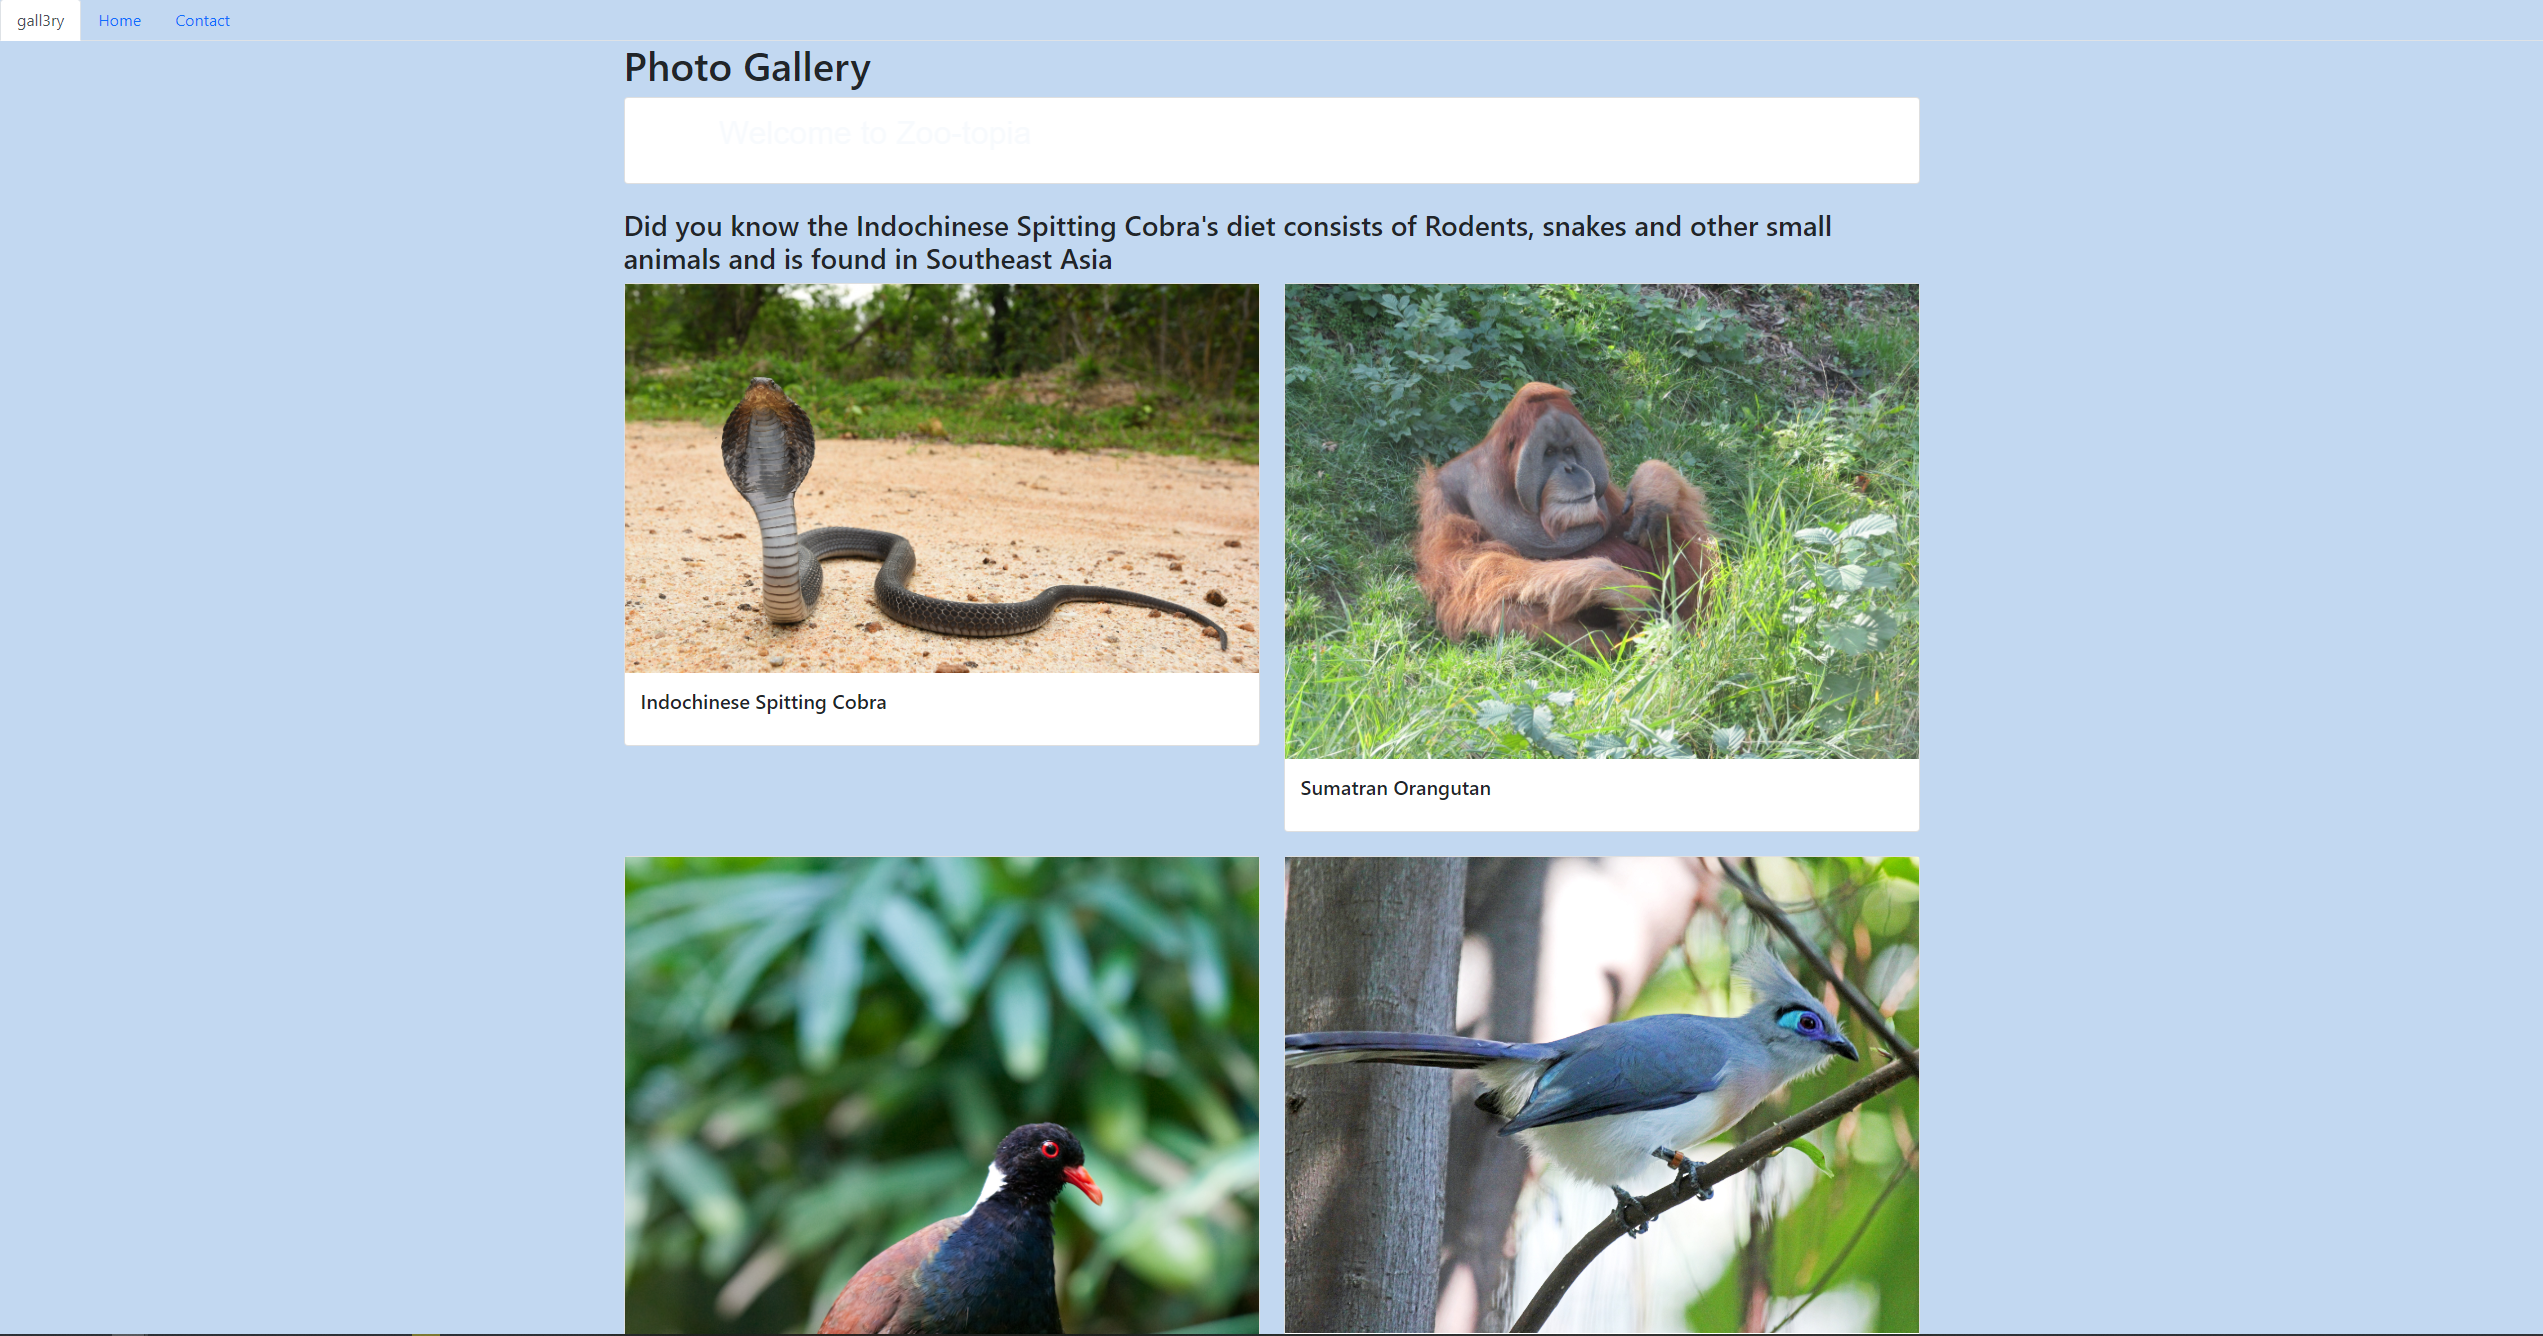 gall3ry Home Contact
Photo Gallery
Welcome to Zoo-topia
Did you know the Indochinese Spitting Cobra's diet consists of Rodents, snakes and other small
animals and is found in Southeast Asia
Indochinese Spitting Cobra
Sumatran Orangutan